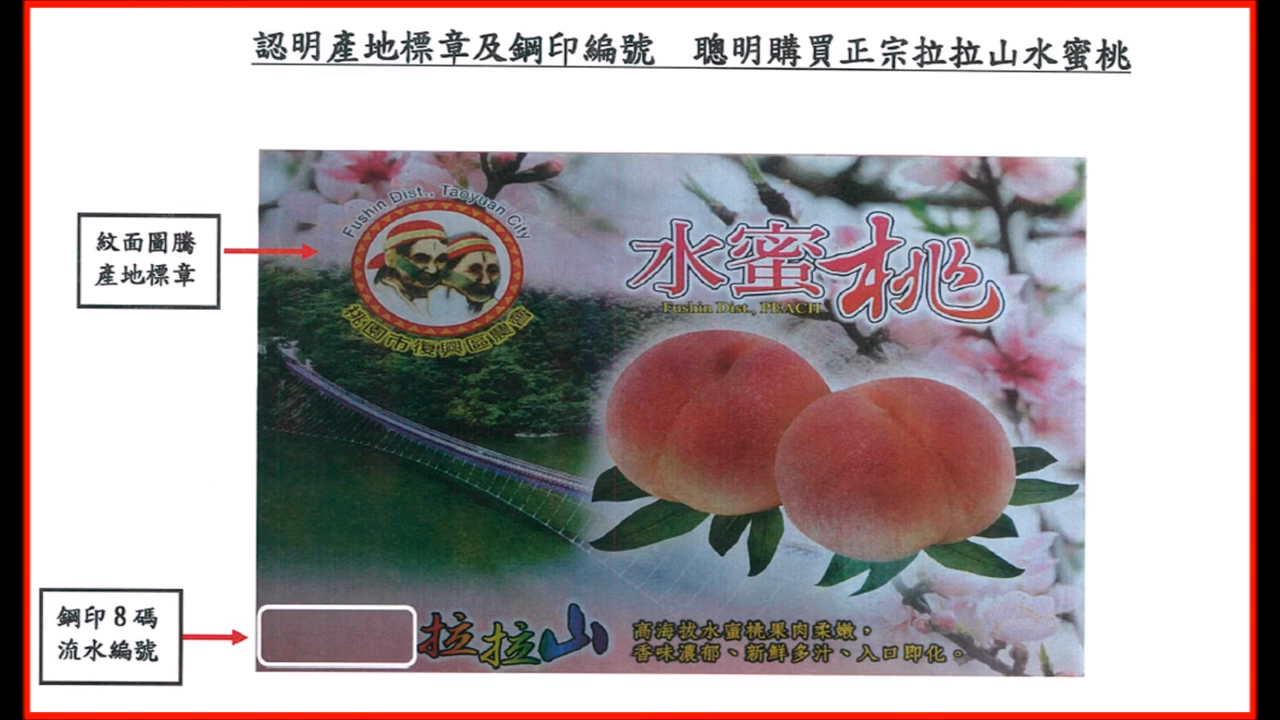 認明產地標章及鋼印編號 聰明購買正宗拉拉山水蜜桃
紋面圖騰
產地標章
Fushin Dist., Taoyuan City
桃園市復興區農會
水蜜桃
Fushin Dist., PEACH
鋼印8碼
流水編號
拉拉山
高海拔水蜜桃果肉柔嫩，
香味濃郁、新鮮多汁、入口即化。